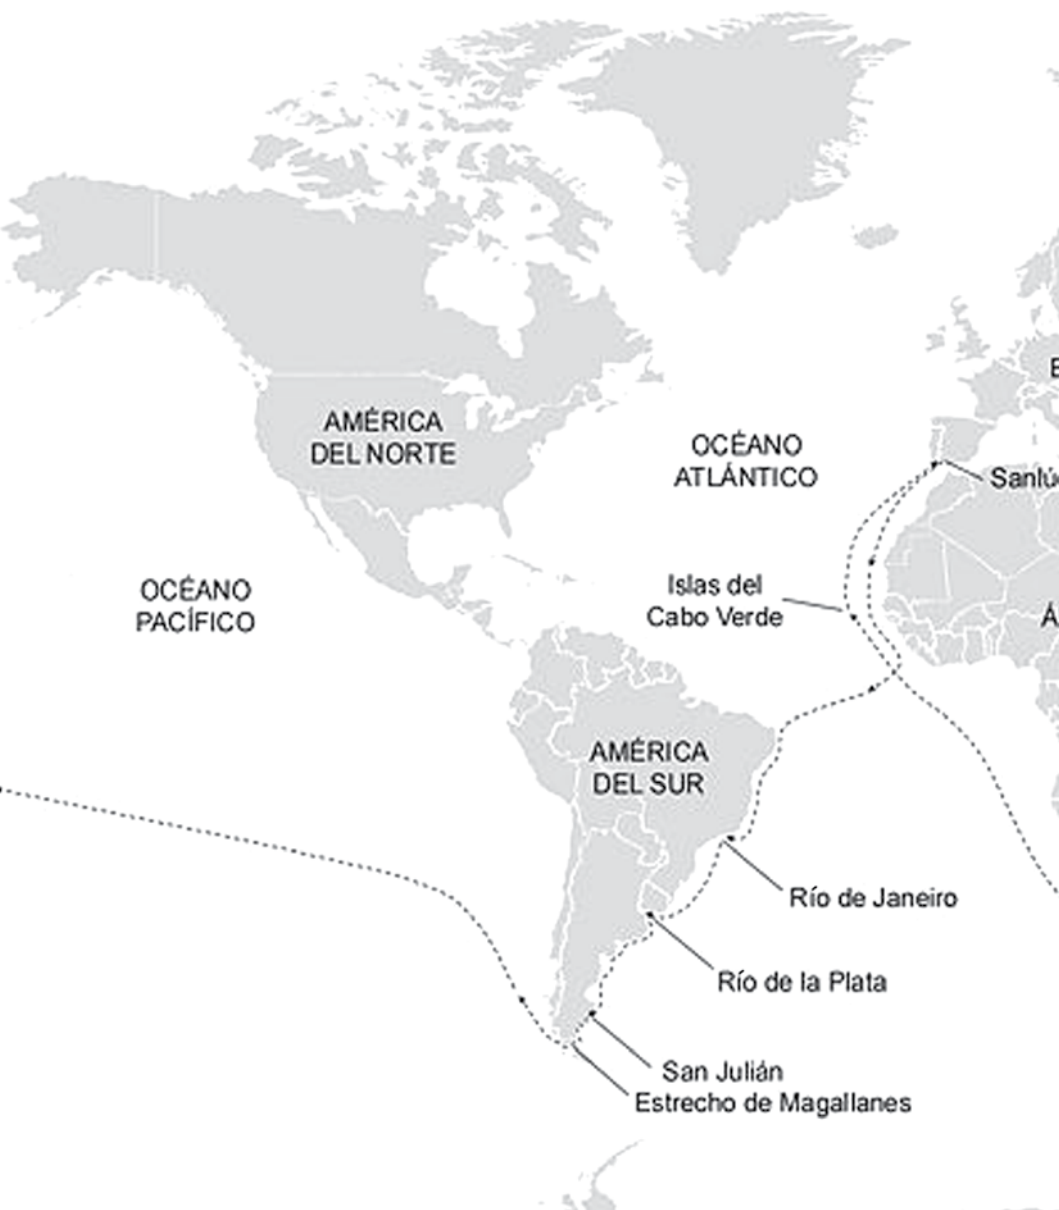 AMÉRICA
DEL NORTE
OCÉANO
ATLÁNTICO
OCÉANO
PACÍFICO
Islas del
Cabo Verde
AMÉRICA
DEL SUR
Río de Janeiro
Río de la Plata
San Julián
Estrecho de Magallanes